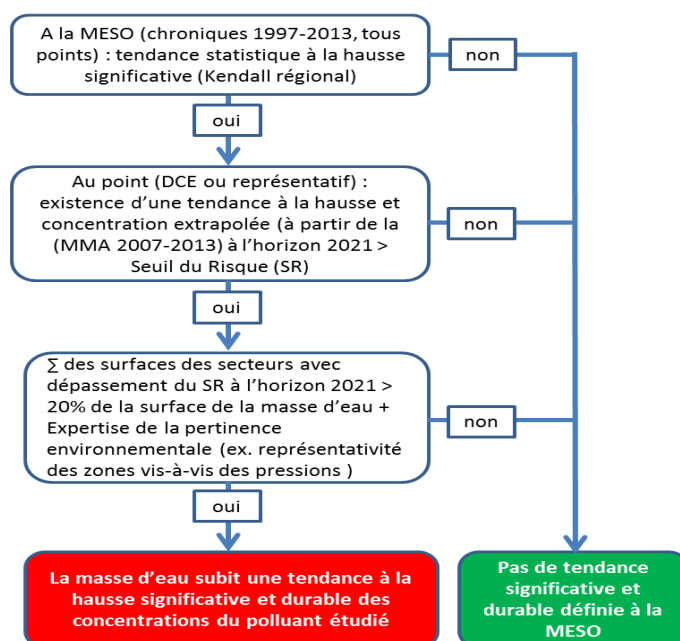 A la MESO (chroniques 1997-2013, tous
points) : tendance statistique à la hausse
significative (Kendall régional)
non
oui
Au point (DCE ou représentatif) :
existence d’une tendance à la hausse et
concentration extrapolée (à partir de la
(MMA 2007-2013) à l’horizon 2021 >
Seuil du Risque (SR)
non
oui
∑ des surfaces des secteurs avec
dépassement du SR à l’horizon 2021 >
20% de la surface de la masse d’eau +
Expertise de la pertinence
environnementale (ex. représentativité
des zones vis-à-vis des pressions )
non
oui
La masse d’eau subit une tendance à la
hausse significative et durable des
concentrations du polluant étudié
Pas de tendance
significative et
durable définie à la
MESO